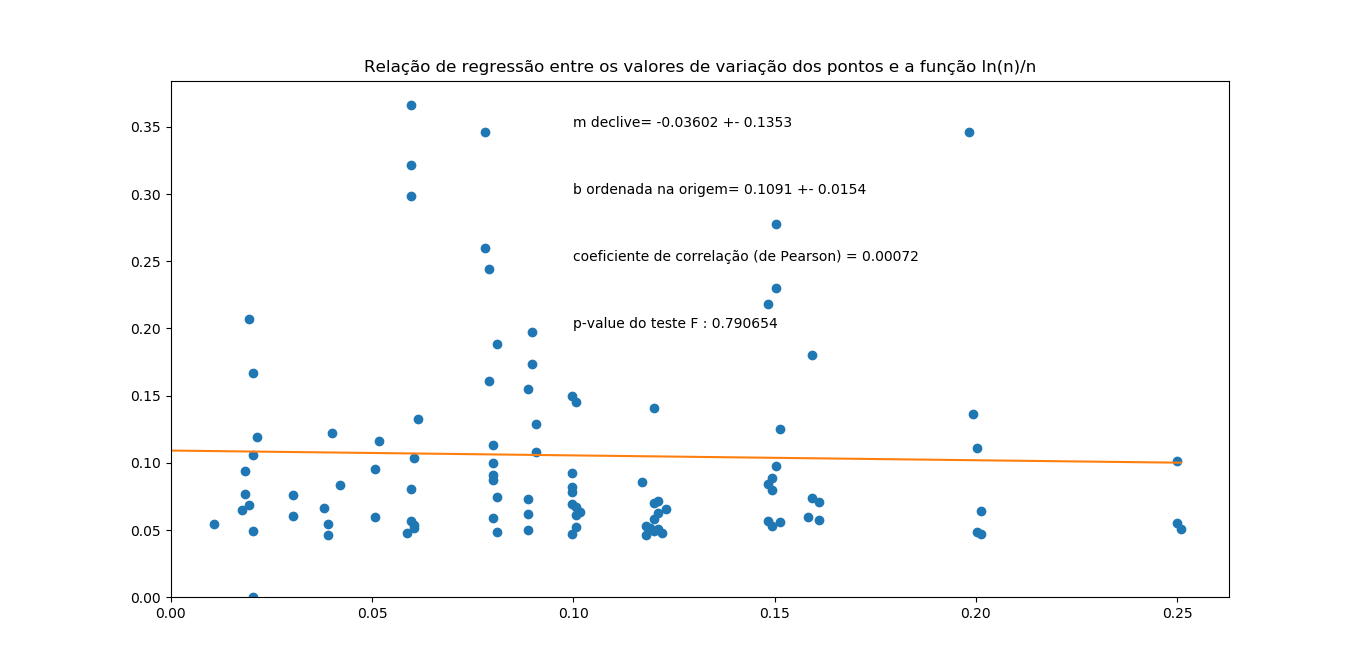 Relação de regressão entre os valores de variação dos pontos e a função ln(n)/n
m declive= -0.03602 +- 0.1353
b ordenada na origem= 0.1091 +- 0.0154
coeficiente de correlação (de Pearson) = 0.00072
p-value do teste F : 0.790654
0.35
0.30
0.25
0.20
0.15
0.10
0.05
0.00
0.00 0.05 0.10 0.15 0.20 0.25